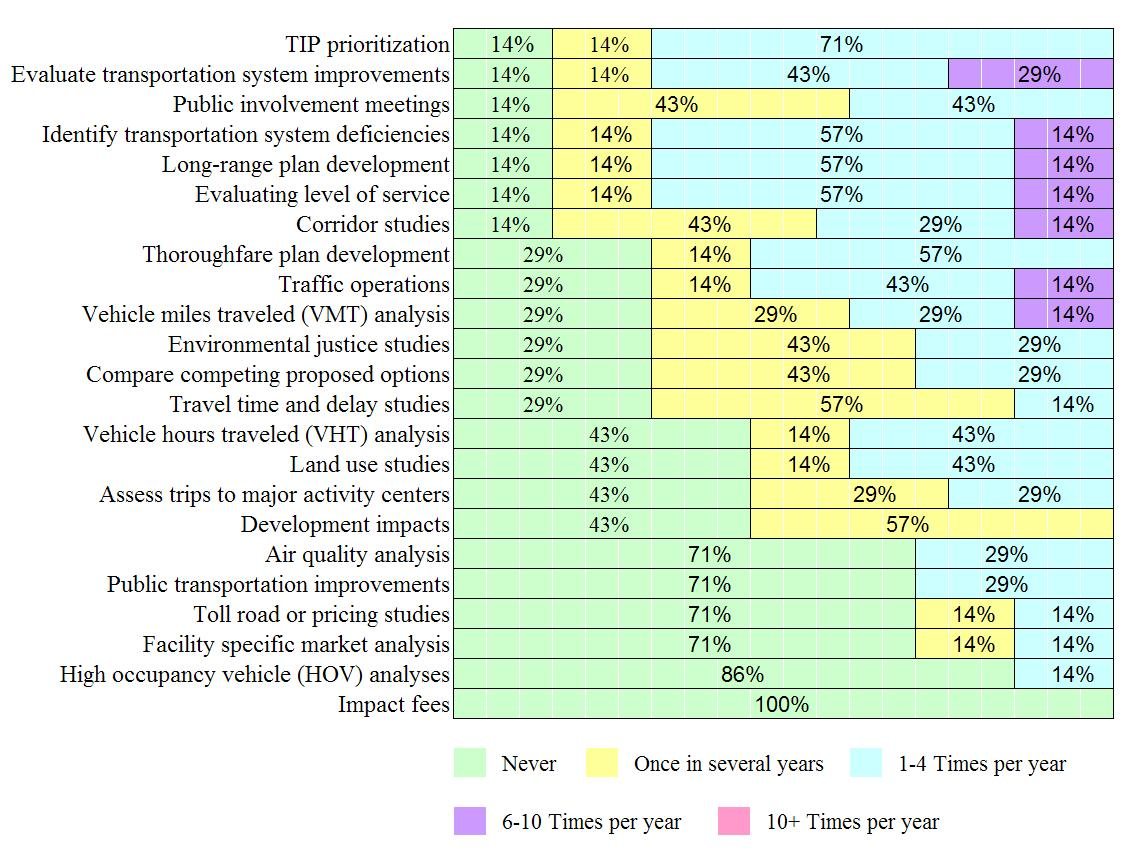 TIP prioritization 14% 14% 71%
Evaluate transportation system improvements 14% 14% 43% 29%
Public involvement meetings 14% 43% 43%
Identify transportation system deficiencies 14% 14% 57% 14%
Long-range plan development 14% 14% 57% 14%
Evaluating level of service 14% 14% 57% 14%
Corridor studies 14% 43% 29% 14%
Thoroughfare plan development 29% 14% 57%
Traffic operations 29% 14% 43% 14%
Vehicle miles traveled (VMT) analysis 29% 29% 29% 14%
Environmental justice studies 29% 43% 29%
Compare competing proposed options 29% 43% 29%
Travel time and delay studies 29% 57% 14%
Vehicle hours traveled (VHT) analysis 43% 14% 43%
Land use studies 43% 14% 43%
Assess trips to major activity centers 43% 29% 29%
Development impacts 43% 57%
Air quality analysis 71% 29%
Public transportation improvements 71% 29%
Toll road or pricing studies 71% 14% 14%
Facility specific market analysis 71% 14% 14%
High occupancy vehicle (HOV) analyses 86% 14%
Impact fees 100%
Never Once in several years 1-4 Times per year
6-10 Times per year 10+ Times per year